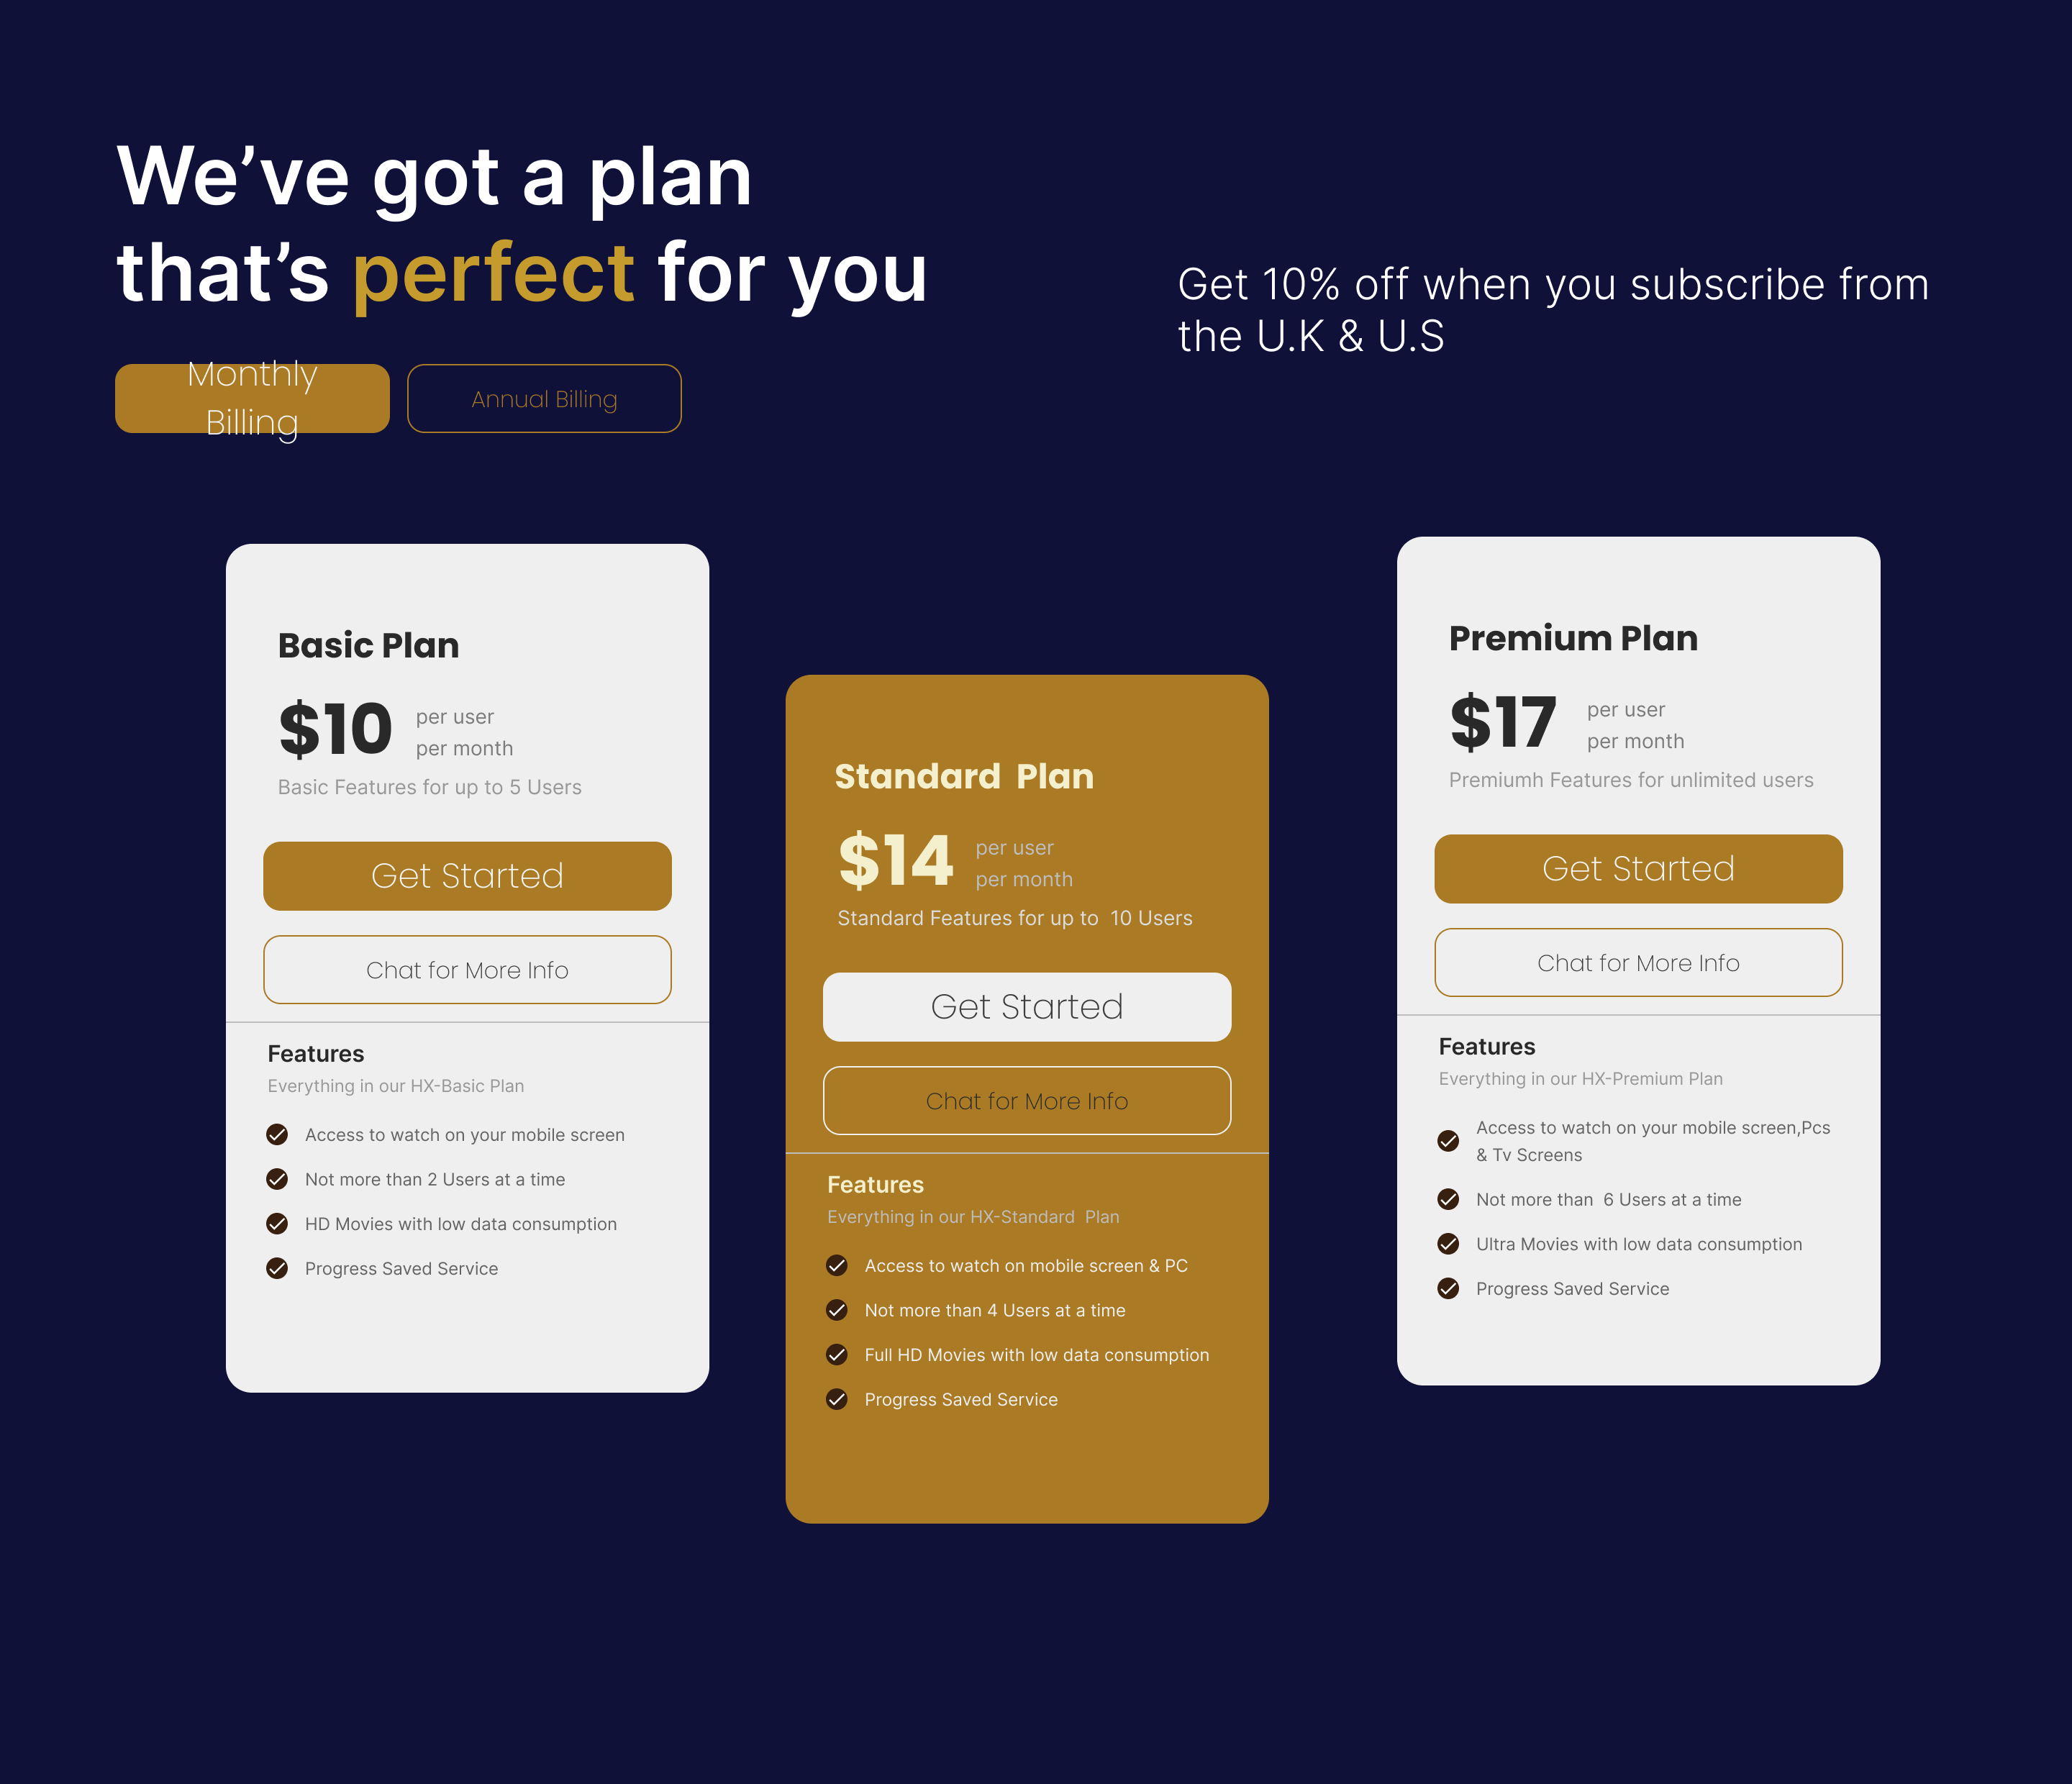 We’ve got a plan
that’s perfect for you
Get 10% off when you subscribe from
the U.K & U.S
Monthly
Billing
Annual Billing
Basic Plan
$10
per user
per month
Basic Features for up to 5 Users
Get Started
Chat for More Info
Features
Everything in our HX-Basic Plan
Access to watch on your mobile screen
Not more than 2 Users at a time
HD Movies with low data consumption
Progress Saved Service
Standard  Plan
$14
per user
per month
Standard Features for up to  10 Users
Get Started
Chat for More Info
Features
Everything in our HX-Standard  Plan
Access to watch on mobile screen & PC
Not more than 4 Users at a time
Full HD Movies with low data consumption
Progress Saved Service
Premium Plan
$17
per user
per month
Premiumh Features for unlimited users
Get Started
Chat for More Info
Features
Everything in our HX-Premium Plan
Access to watch on your mobile screen,Pcs
& Tv Screens
Not more than  6 Users at a time
Ultra Movies with low data consumption
Progress Saved Service